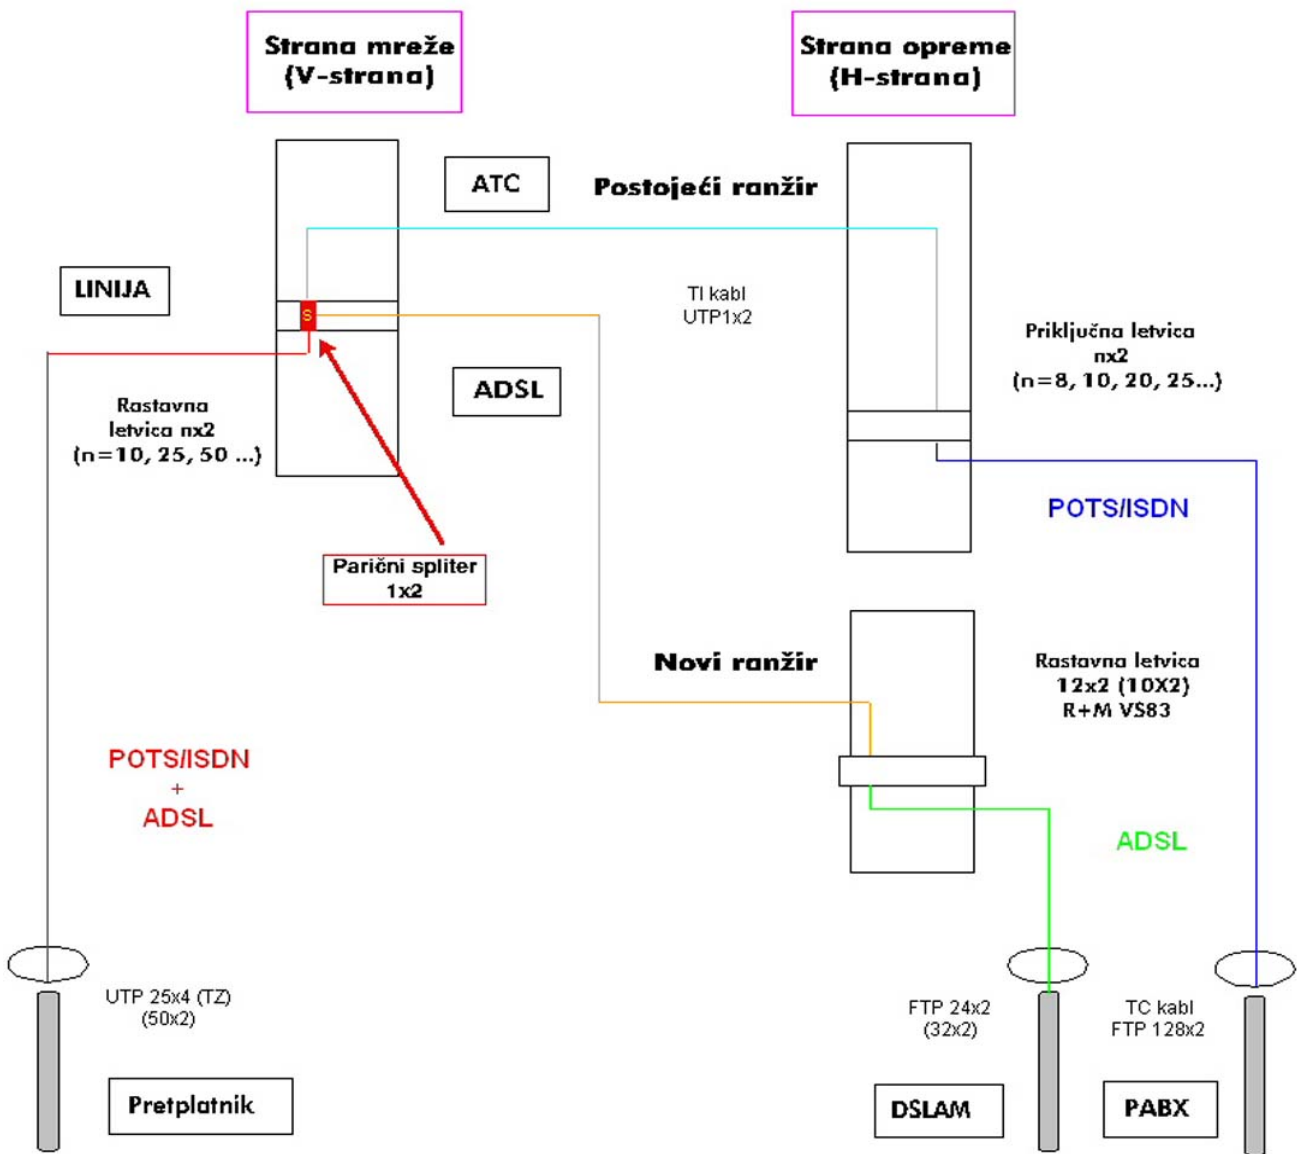 Strana mreže
(V-strana)
Strana opreme
(H-strana)
ATC
Postojeći ranžir
LINIJA
S
TI kabl
UTP1x2
Priključna letvica
nx2
(n=8, 10, 20, 25...)
ADSL
Rastavna
letvica nx2
(n=10, 25, 50 ...)
POTS/ISDN
Parični spliter
1x2
Novi ranžir
Rastavna letvica
12x2 (10X2)
R+M VS83
POTS/ISDN
+
ADSL
ADSL
UTP 25x4 (TZ)
(50x2)
FTP 24x2
(32x2)
TC kabl
FTP 128x2
Pretplatnik
DSLAM
PABX